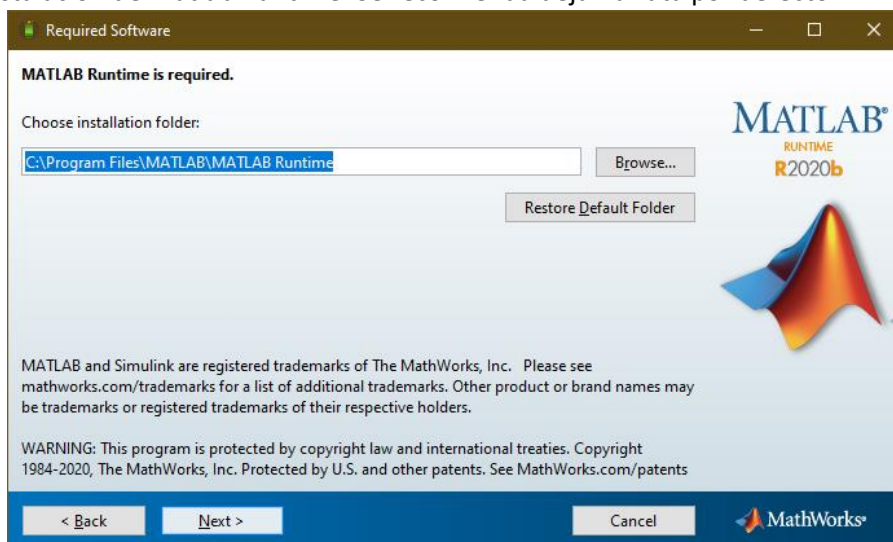 Required Software
MATLAB Runtime is required.
Choose installation folder:
C:\Program Files\MATLAB\MATLAB Runtime
Browse...
Restore Default Folder
MATLAB®
RUNTIME
R2020b
MATLAB and Simulink are registered trademarks of The MathWorks, Inc. Please see
mathworks.com/trademarks for a list of additional trademarks. Other product or brand names may
be trademarks or registered trademarks of their respective holders.
WARNING: This program is protected by copyright law and international treaties. Copyright
1984-2020, The MathWorks, Inc. Protected by U.S. and other patents. See MathWorks.com/patents
< Back
Next >
Cancel
MathWorks®